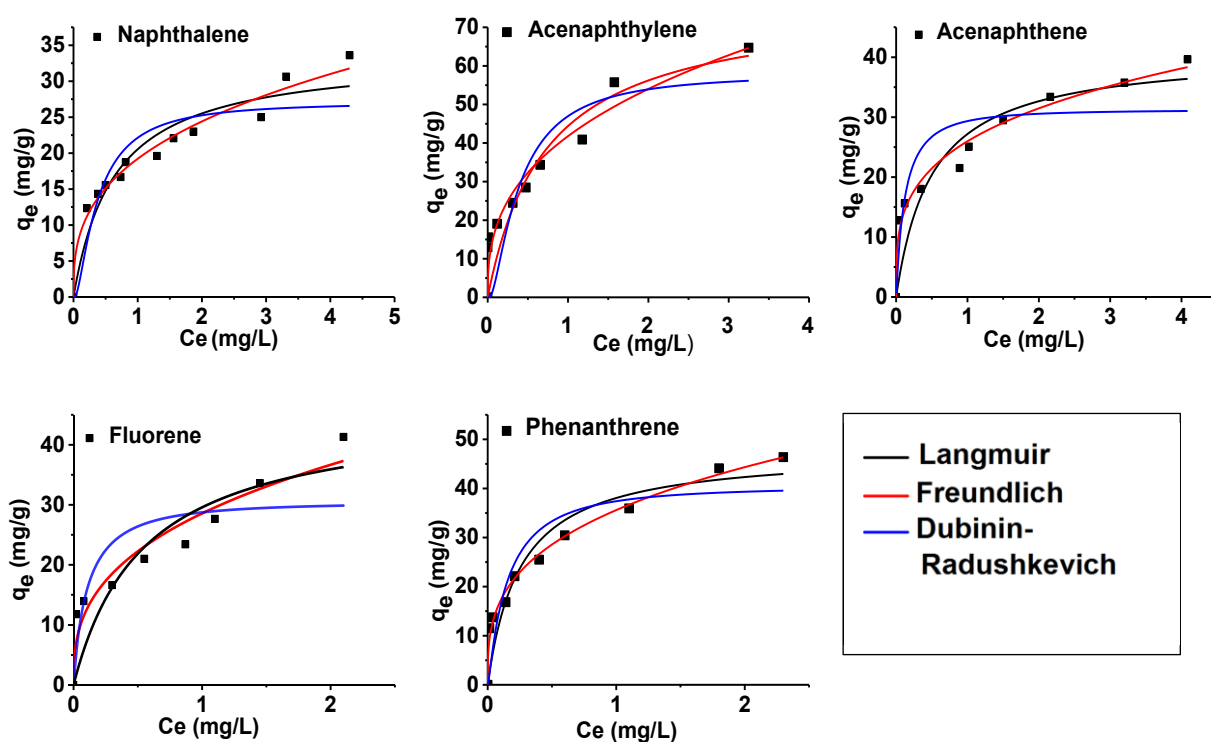 Naphthalene
qe (mg/g)
35
30
25
20
15
10
5
0
0 1 2 3 4 5
Ce (mg/L)
Acenaphthylene
qe (mg/g)
70
60
50
40
30
20
10
0
0 1 2 3 4
Ce (mg/L)
Acenaphthene
qe (mg/g)
40
30
20
10
0
0 1 2 3 4
Ce (mg/L)
Fluorene
qe (mg/g)
40
30
20
10
0
0 1 2
Ce (mg/L)
Phenanthrene
qe (mg/g)
50
40
30
20
10
0
0 1 2
Ce (mg/L)
Langmuir
Freundlich
Dubinin-
Radushkevich